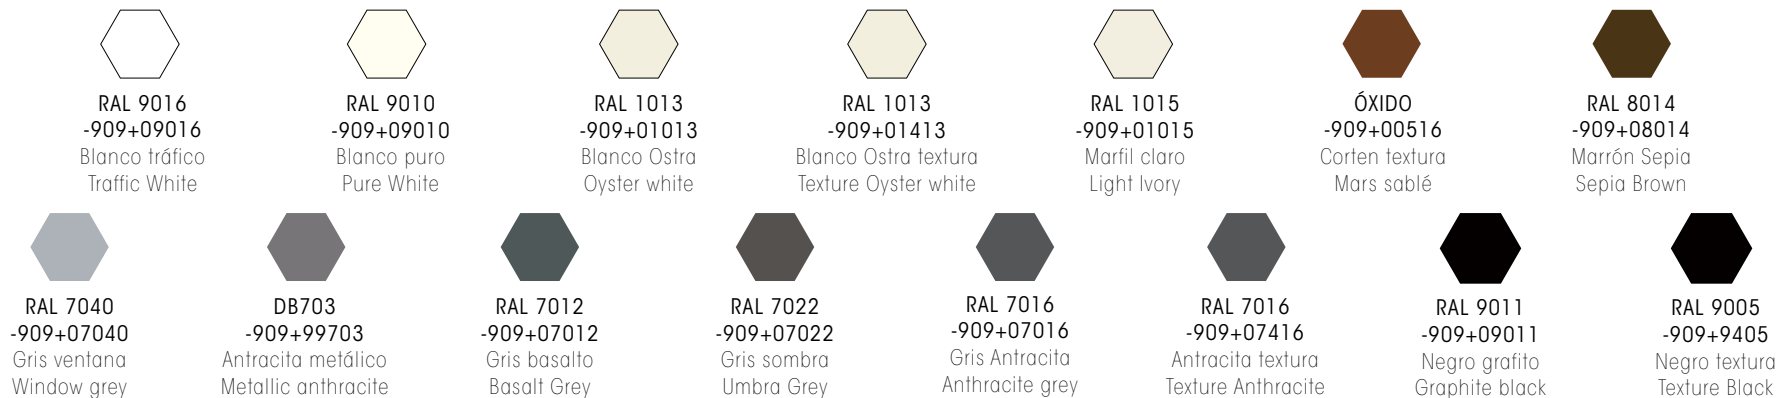 RAL 9016
-909+09016
Blanco tráfico
Traffic White
RAL 9010
-909+09010
Blanco puro
Pure White
RAL 1013
-909+01013
Blanco Ostra
Oyster white
RAL 1013
-909+01413
Blanco Ostra textura
Texture Oyster white
RAL 1015
-909+01015
Marfil claro
Light Ivory
ÓXIDO
-909+00516
Corten textura
Mars sablé
RAL 8014
-909+08014
Marrón Sepia
Sepia Brown
RAL 7040
-909+07040
Gris ventana
Window grey
DB703
-909+99703
Antracita metálico
Metallic anthracite
RAL 7012
-909+07012
Gris basalto
Basalt Grey
RAL 7022
-909+07022
Gris sombra
Umbra Grey
RAL 7016
-909+07016
Gris Antracita
Anthracite grey
RAL 7016
-909+07416
Antracita textura
Texture Anthracite
RAL 9011
-909+09011
Negro grafito
Graphite black
RAL 9005
-909+9405
Negro textura
Texture Black